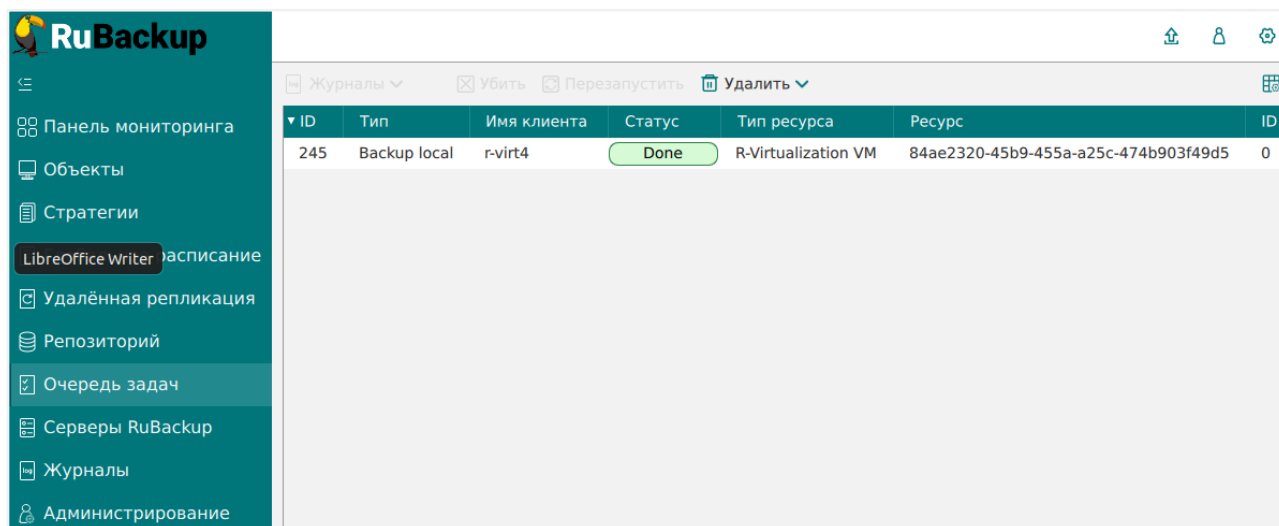 RuBackup
Журналы Убить Перезапустить Удалить
Панель мониторинга
Объекты
Стратегии
LibreOffice Writer расписание
Удалённая репликация
Репозиторий
Очередь задач
Серверы RuBackup
log Журналы
Администрирование
ID Тип Имя клиента Статус Тип ресурса Ресурс ID
245 Backup local r-virt4 Done R-Virtualization VM 84ae2320-45b9-455a-a25c-474b903f49d5 0